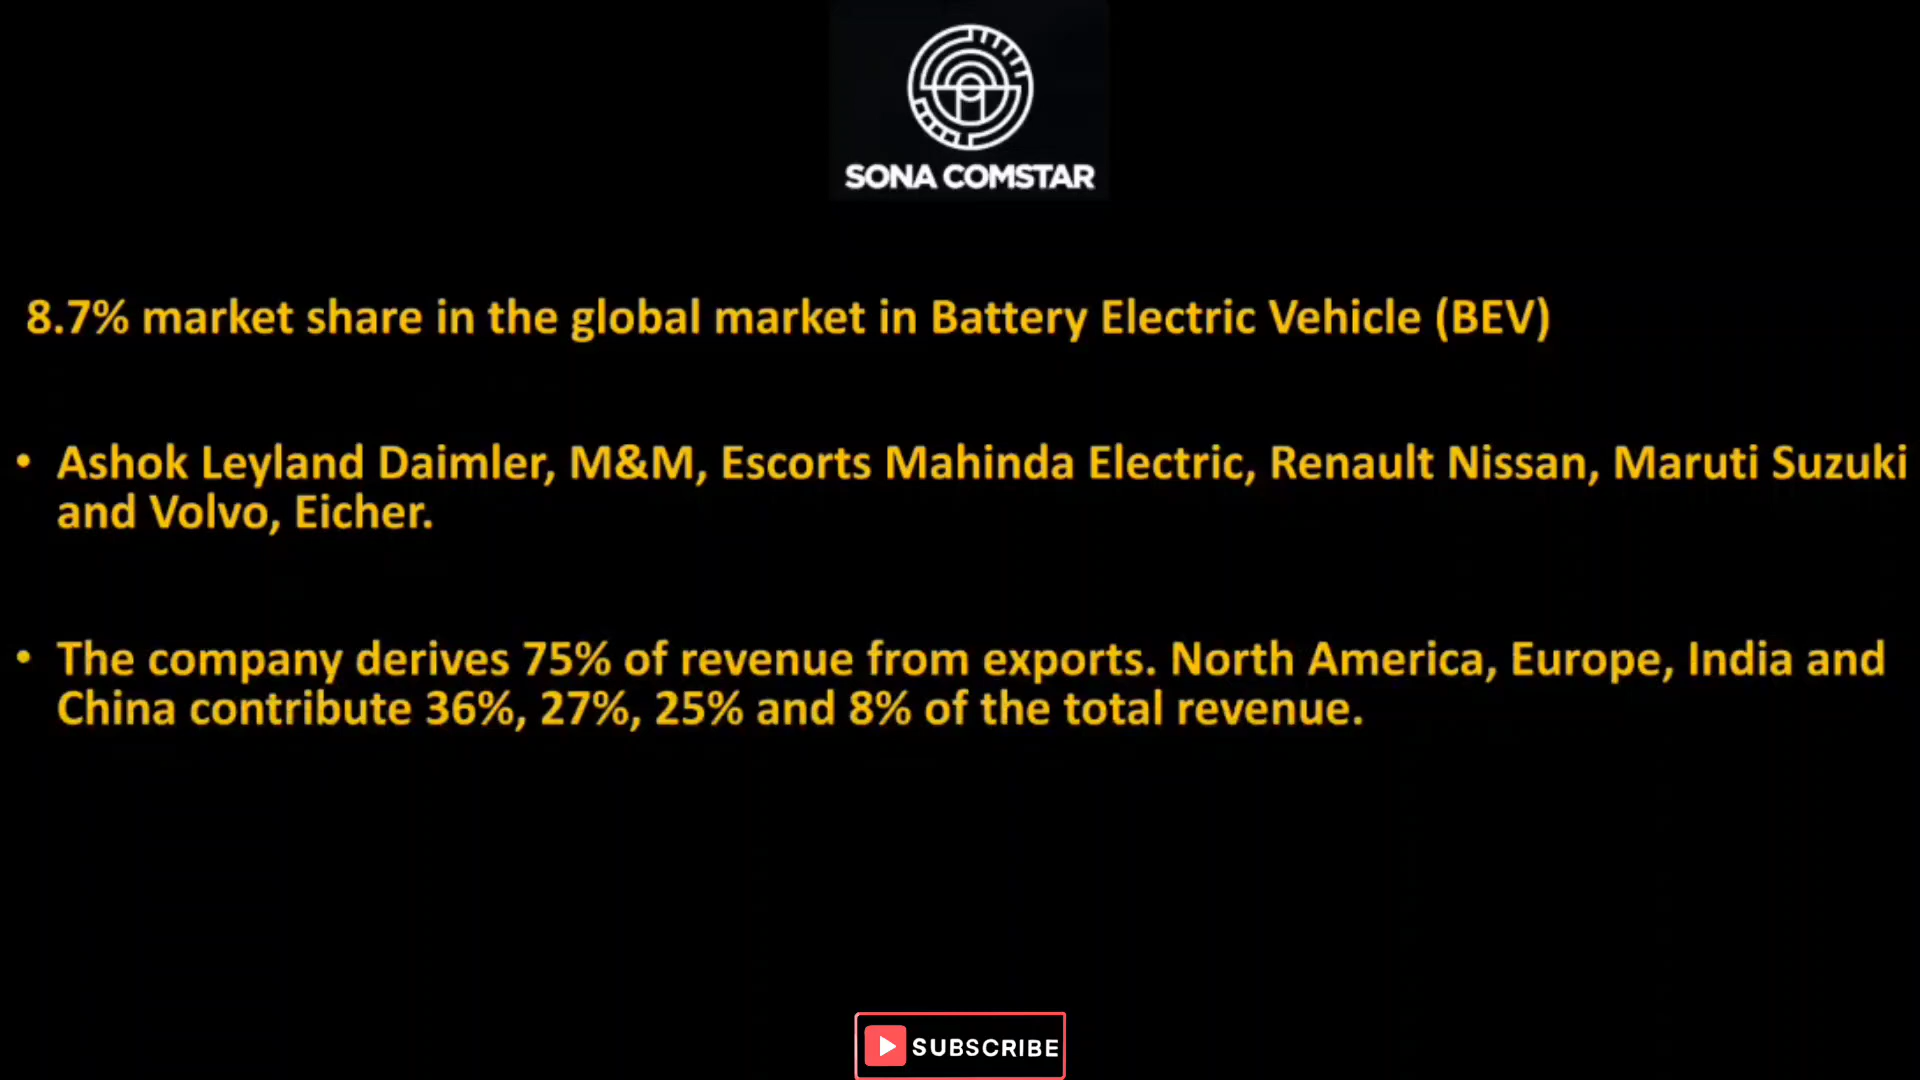 SONA COMSTAR
8.7% market share in the global market in Battery Electric Vehicle (BEV)
• Ashok Leyland Daimler, M&M, Escorts Mahinda Electric, Renault Nissan, Maruti Suzuki
and Volvo, Eicher.
• The company derives 75% of revenue from exports. North America, Europe, India and
China contribute 36%, 27%, 25% and 8% of the total revenue.
SUBSCRIBE